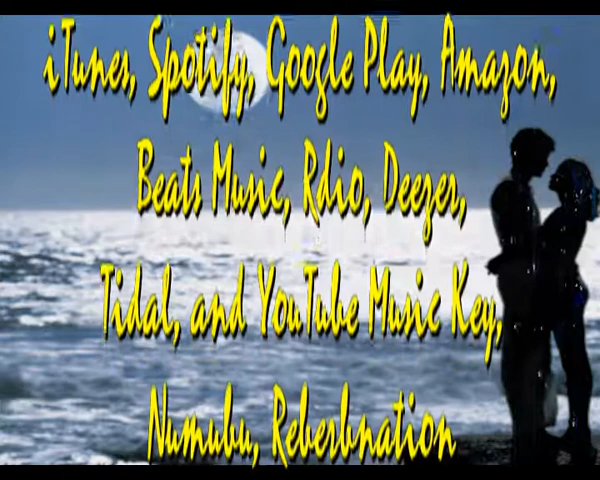 iTunes, Spotify, Google Play, Amazon,
Beats Music, Rdio, Deezer,
Tidal, and YouTube Music Key,
Numubu, Reberbnation